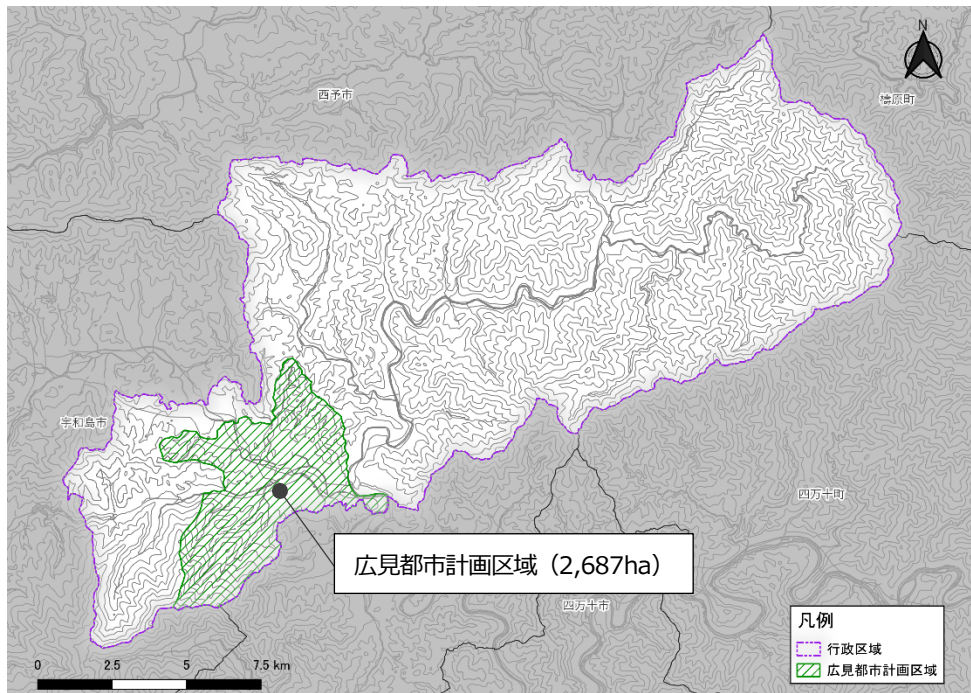 N
西予市
檮原町
宇和島市
四万十町
広見都市計画区域（2,687ha）
四万十市
凡例
行政区域
広見都市計画区域
0 2.5 5 7.5 km